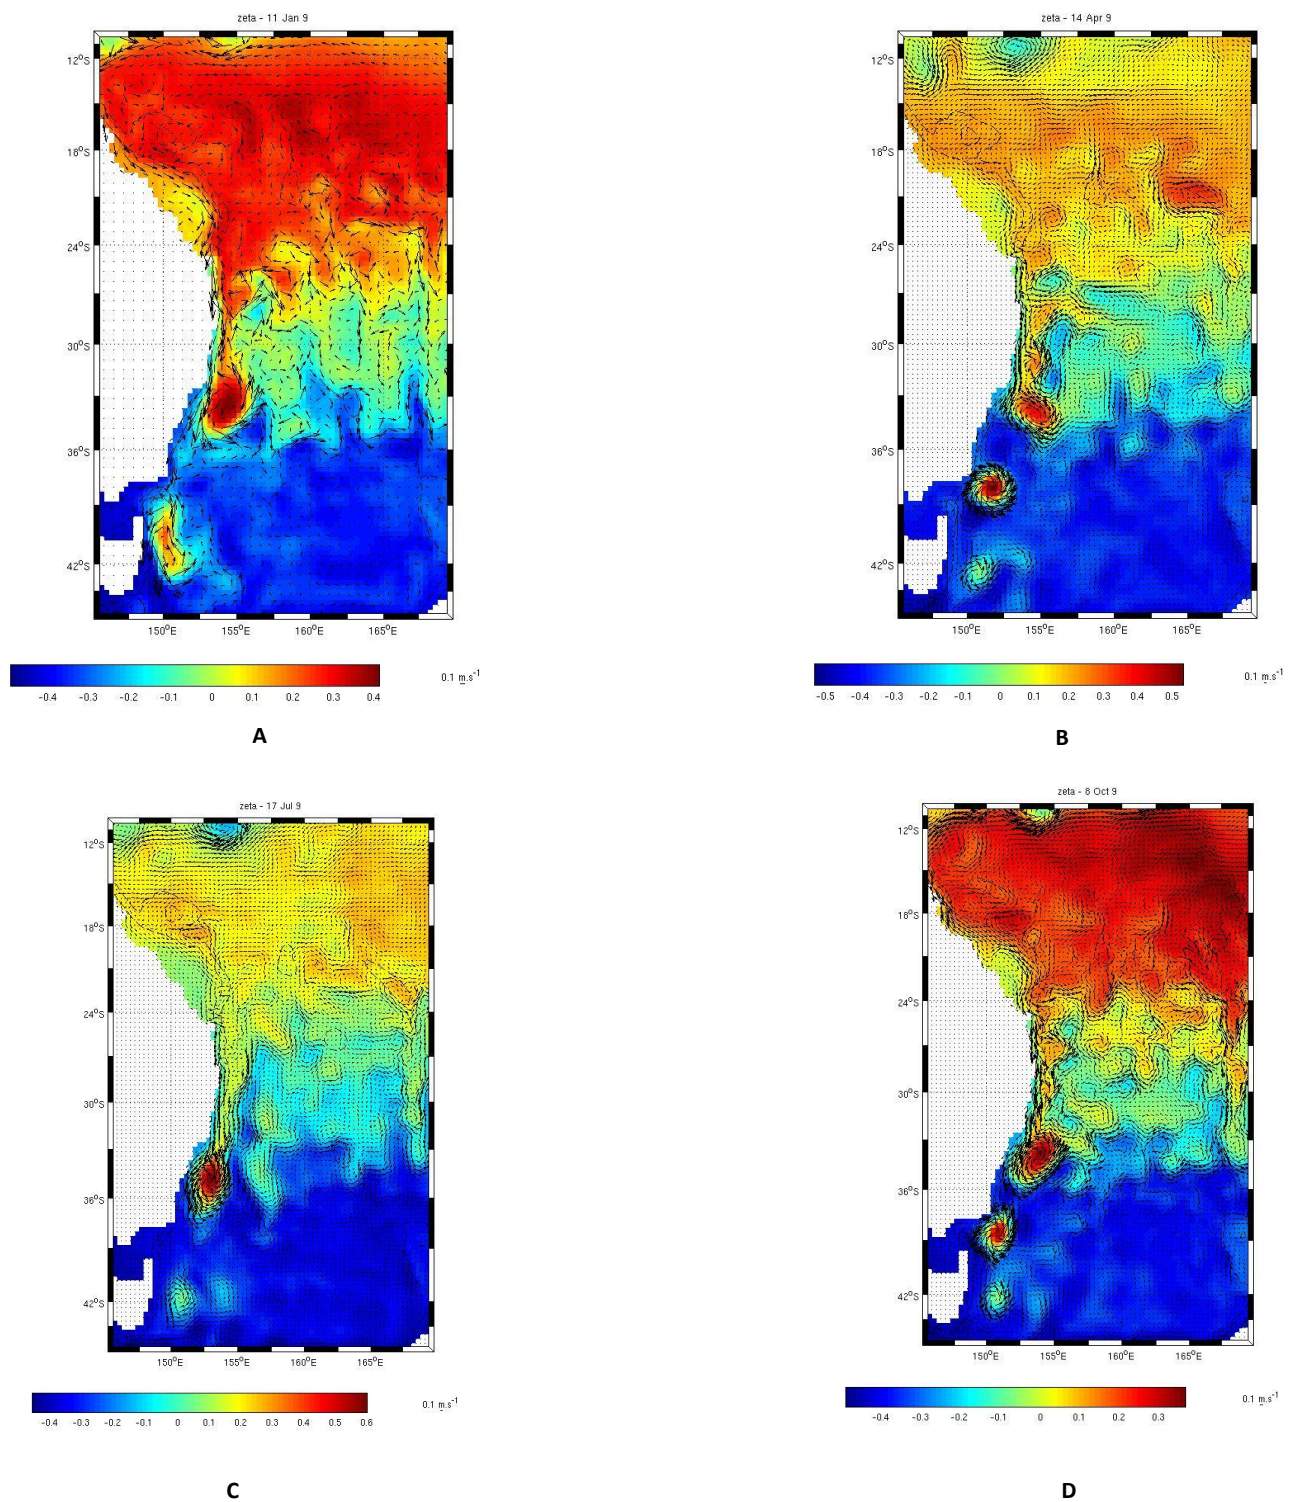 zeta - 11 Jan 9
12°S
18°S
24°S
30°S
36°S
42°S
150°E 155°E 160°E 165°E
-0.4 -0.3 -0.2 -0.1 0 0.1 0.2 0.3 0.4
0.1 m.s⁻¹
A
zeta - 14 Apr 9
12°S
18°S
24°S
30°S
36°S
42°S
150°E 155°E 160°E 165°E
-0.5 -0.4 -0.3 -0.2 -0.1 0 0.1 0.2 0.3 0.4 0.5
0.1 m.s⁻¹
B
zeta - 17 Jul 9
12°S
18°S
24°S
30°S
36°S
42°S
150°E 155°E 160°E 165°E
-0.4 -0.3 -0.2 -0.1 0 0.1 0.2 0.3 0.4 0.5 0.6
0.1 m.s⁻¹
C
zeta - 8 Oct 9
12°S
18°S
24°S
30°S
36°S
42°S
150°E 155°E 160°E 165°E
-0.4 -0.3 -0.2 -0.1 0 0.1 0.2 0.3
0.1 m.s⁻¹
D